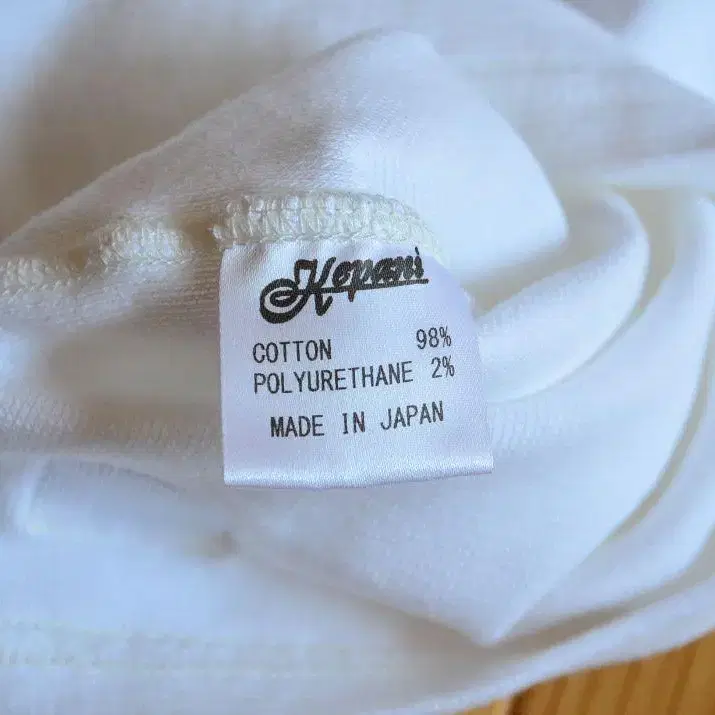 Kepani
COTTON 98%
POLYURETHANE 2%
MADE IN JAPAN